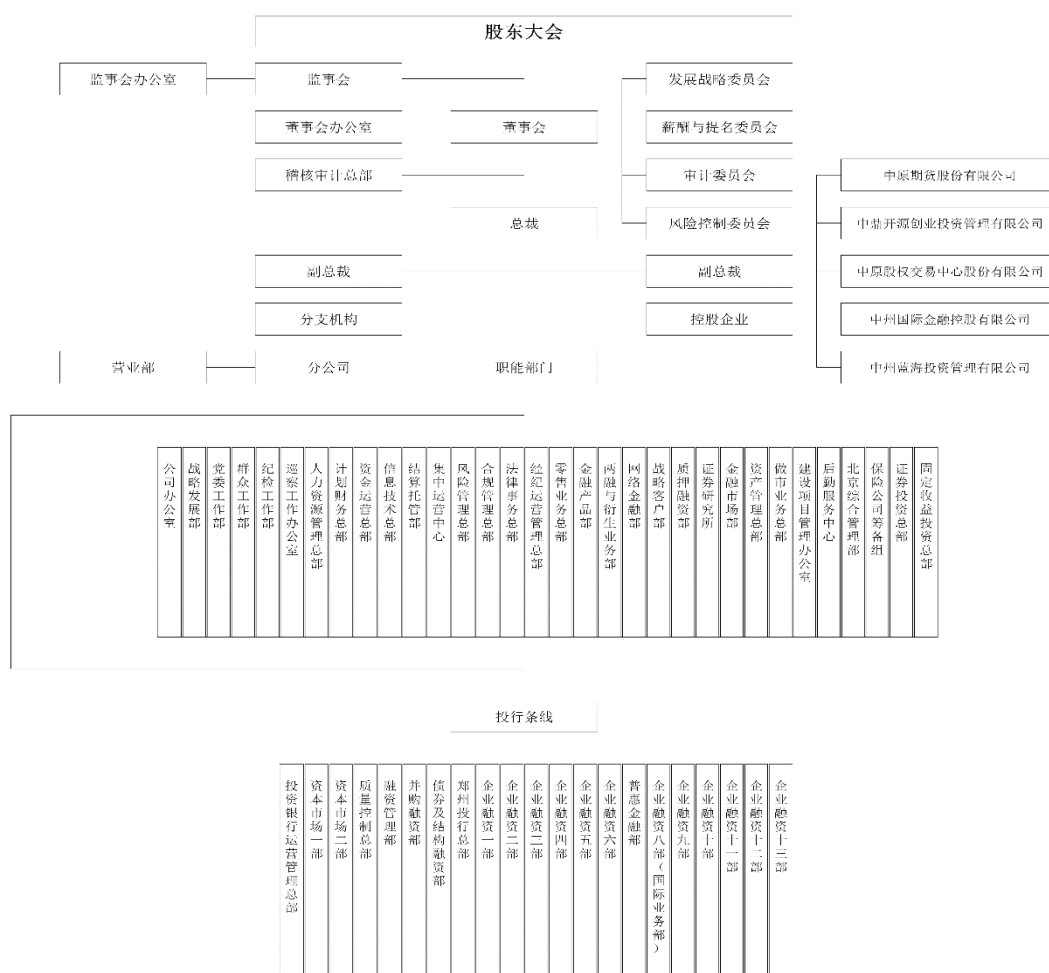 股东大会
监事会办公室
监事会
发展战略委员会
董事会办公室
董事会
薪酬与提名委员会
稽核审计总部
审计委员会
中原期货股份有限公司
总裁
风险控制委员会
中鼎开源创业投资管理有限公司
副总裁
副总裁
中原股权交易中心股份有限公司
分支机构
控股企业
中州国际金融控股有限公司
营业部
分公司
职能部门
中州蓝海投资管理有限公司
公司办公室
战略发展部
党委工作部
群众工作部
纪检工作部
巡察工作办公室
人力资源管理总部
计划财务总部
资金运营总部
信息技术总部
结算托管部
集中运营中心
风险管理总部
合规管理总部
法律事务总部
经纪运营管理总部
零售业务总部
金融产品部
两融与衍生业务部
网络金融部
战略客户部
质押融资部
证券研究所
金融市场部
资产管理总部
做市业务总部
建设项目管理办公室
后勤服务中心
北京综合管理部
保险公司筹备组
证券投资总部
固定收益投资总部
投行条线
投资银行运营管理总部
资本市场一部
资本市场二部
质量控制总部
融资管理部
并购融资部
债券及结构融资部
郑州投行总部
企业融资一部
企业融资二部
企业融资三部
企业融资四部
企业融资五部
企业融资六部
普惠金融部
企业融资八部（国际业务部）
企业融资九部
企业融资十部
企业融资十一部
企业融资十二部
企业融资十三部